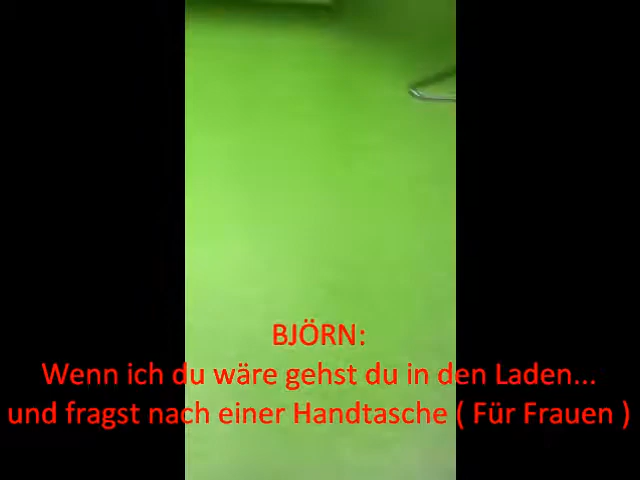 BJÖRN:
Wenn ich du wäre gehst du in den Laden...
und fragst nach einer Handtasche ( Für Frauen )